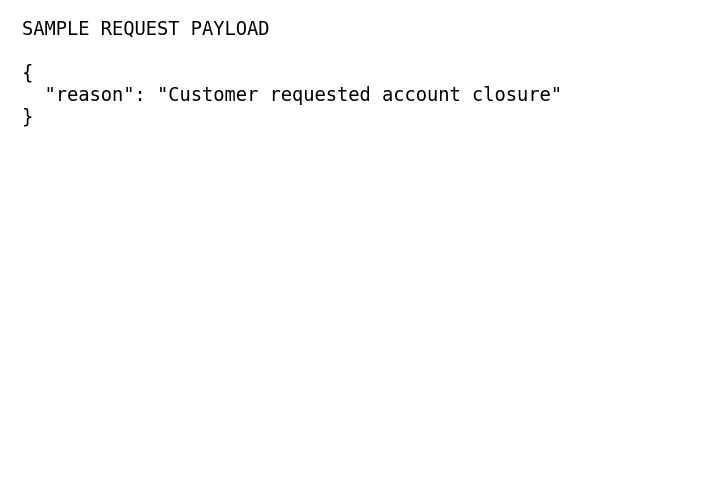 SAMPLE REQUEST PAYLOAD
{
  "reason": "Customer requested account closure"
}